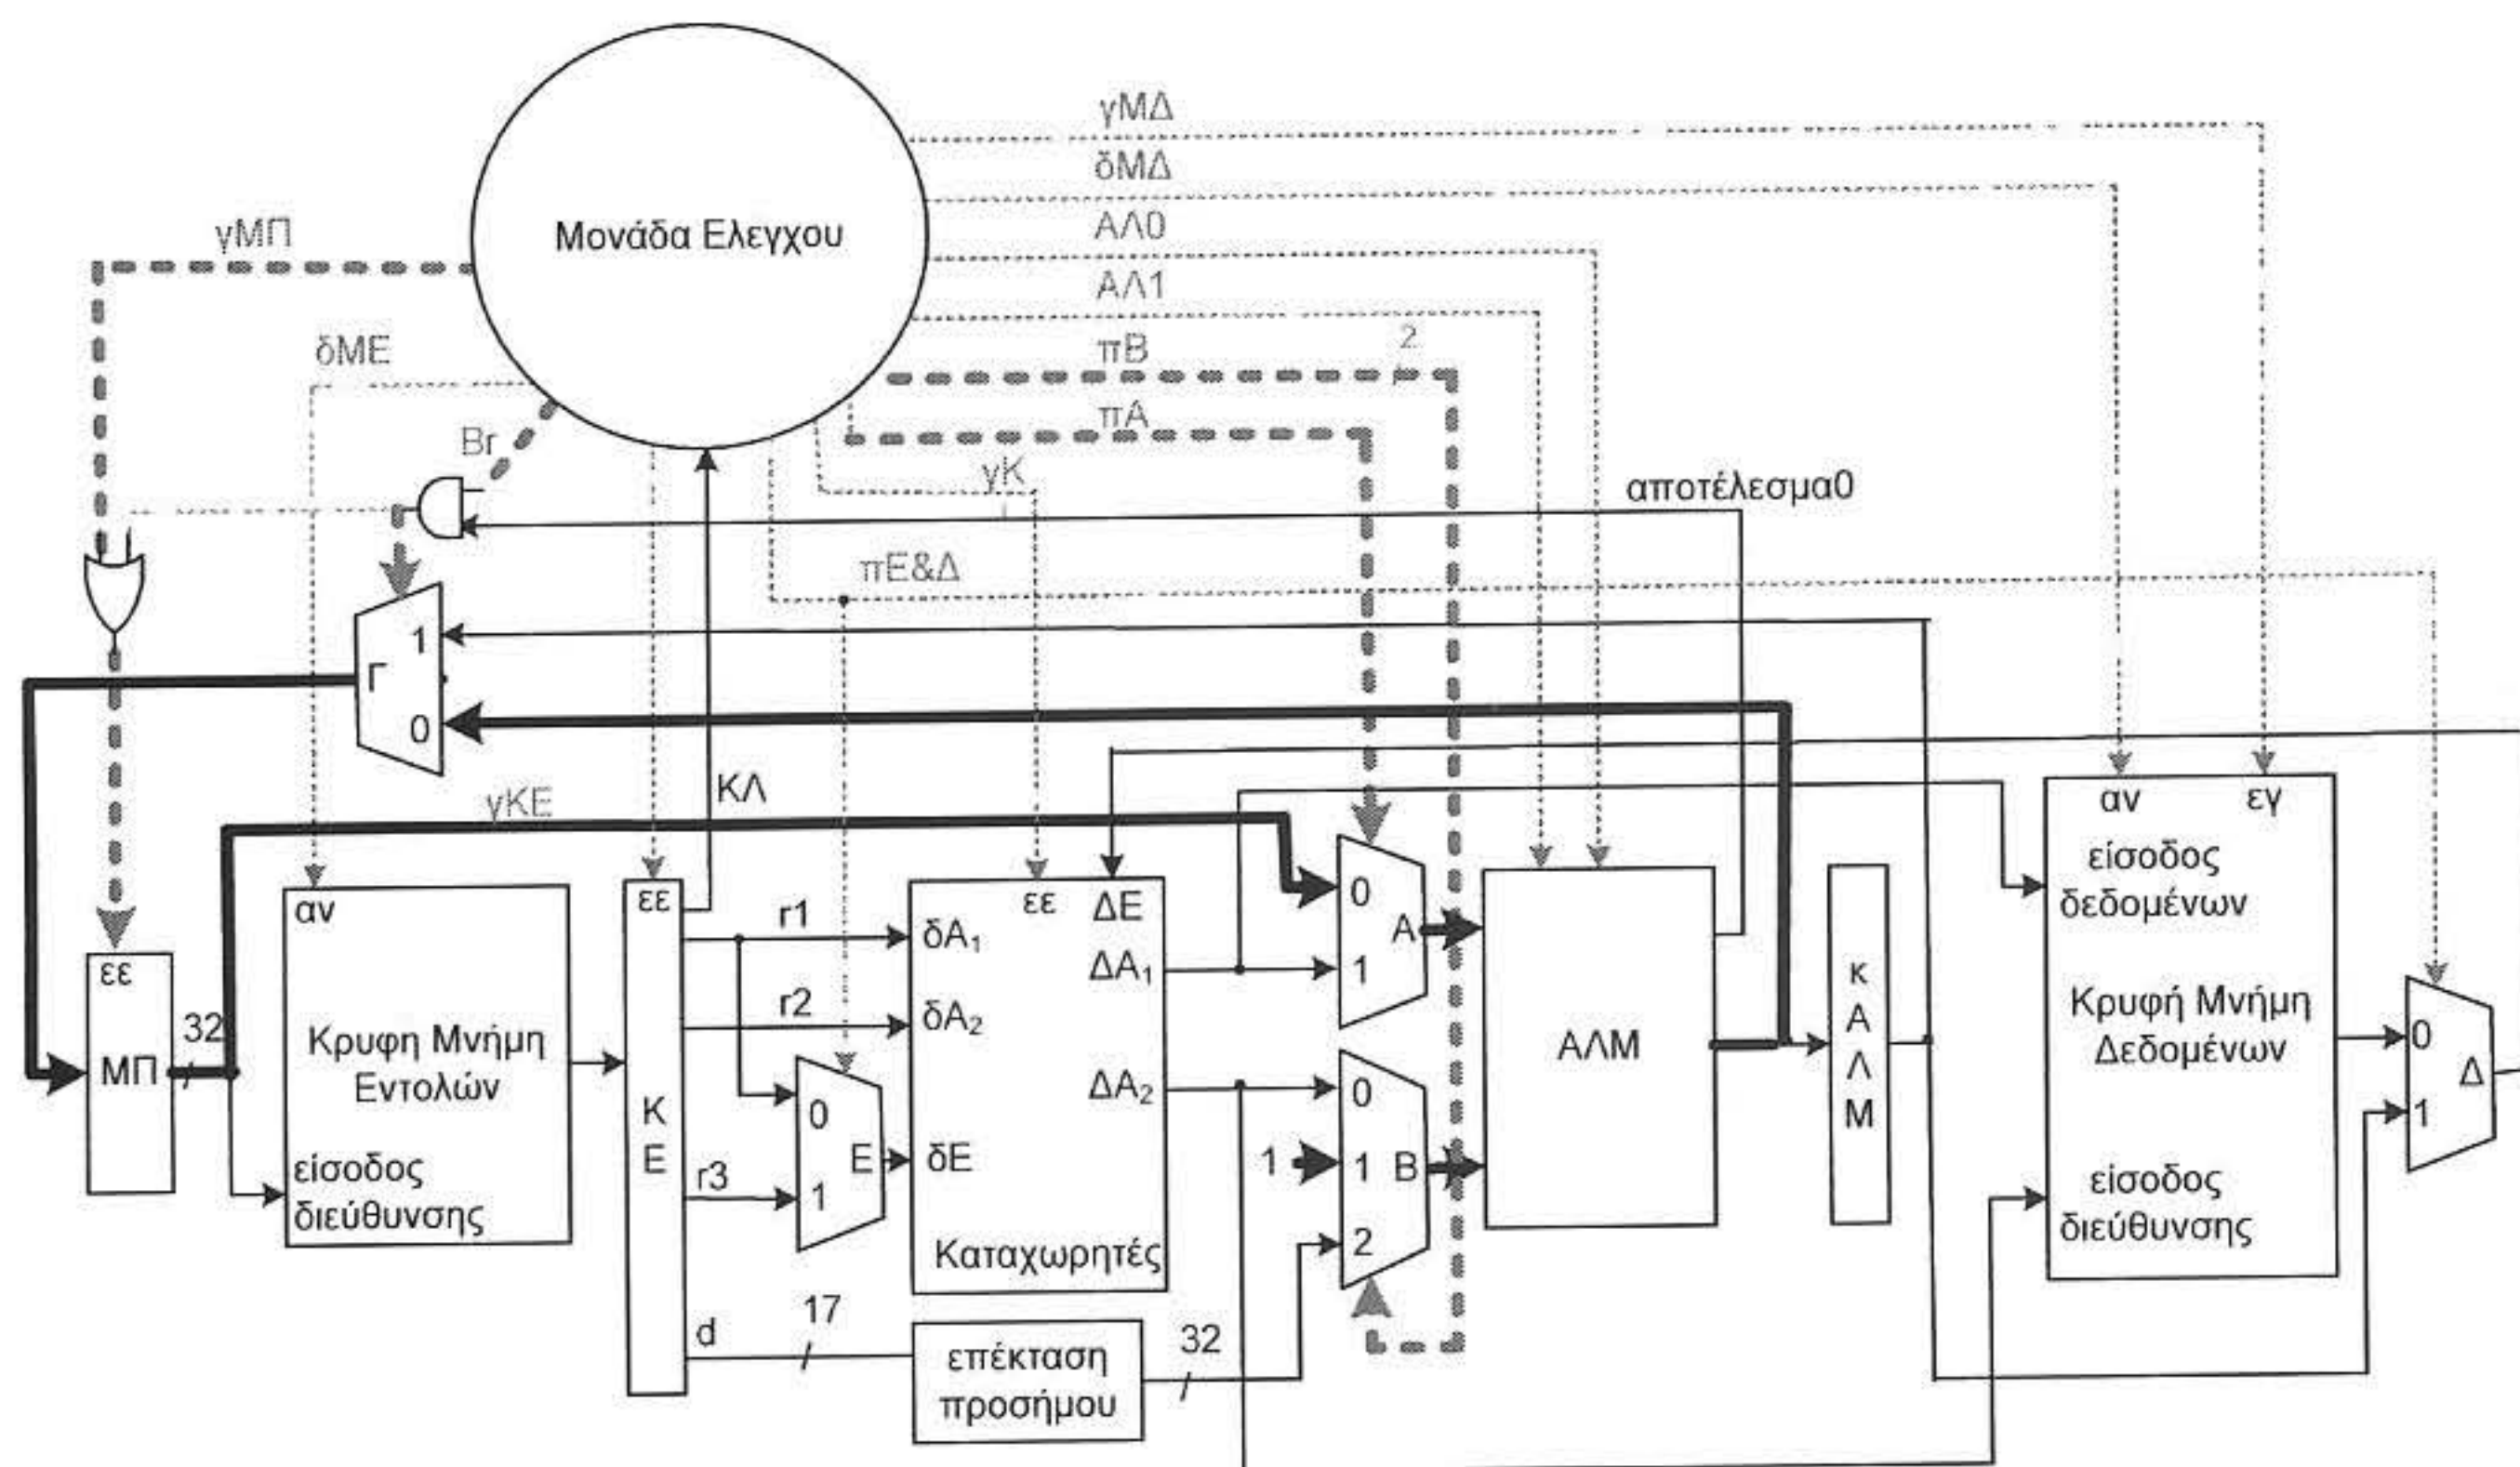 γΜΔ
δΜΔ
ΑΛ0
ΑΛ1
πΒ
2
πΑ
γΜΠ
Μονάδα Ελεγχου
δΜΕ
Br
γΚ
αποτέλεσμα0
πΕ&Δ
1
Γ
0
ΚΛ
γΚΕ
αν
εγ
είσοδος
δεδομένων
Κρυφή Μνήμη
Δεδομένων
είσοδος
διεύθυνσης
0
Δ
1
εε
ΜΠ
32
αν
Κρυφη Μνήμη
Εντολών
είσοδος
διεύθυνσης
εε
Κ
Ε
r1
r2
r3
d
17
0
Ε
1
εε
ΔΕ
δΑ₁
ΔΑ₁
δΑ₂
ΔΑ₂
δΕ
Καταχωρητές
επέκταση
προσήμου
32
0
Α
1
0
1
1
Β
2
ΑΛΜ
κ
Α
Λ
Μ